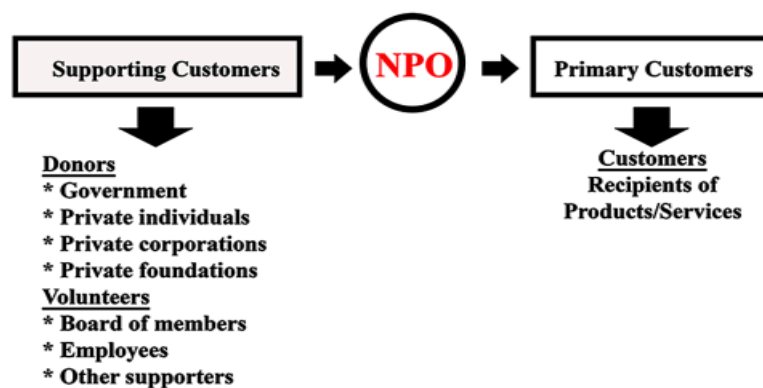 Supporting Customers
NPO
Primary Customers
Donors
* Government
* Private individuals
* Private corporations
* Private foundations
Volunteers
* Board of members
* Employees
* Other supporters
Customers
Recipients of
Products/Services